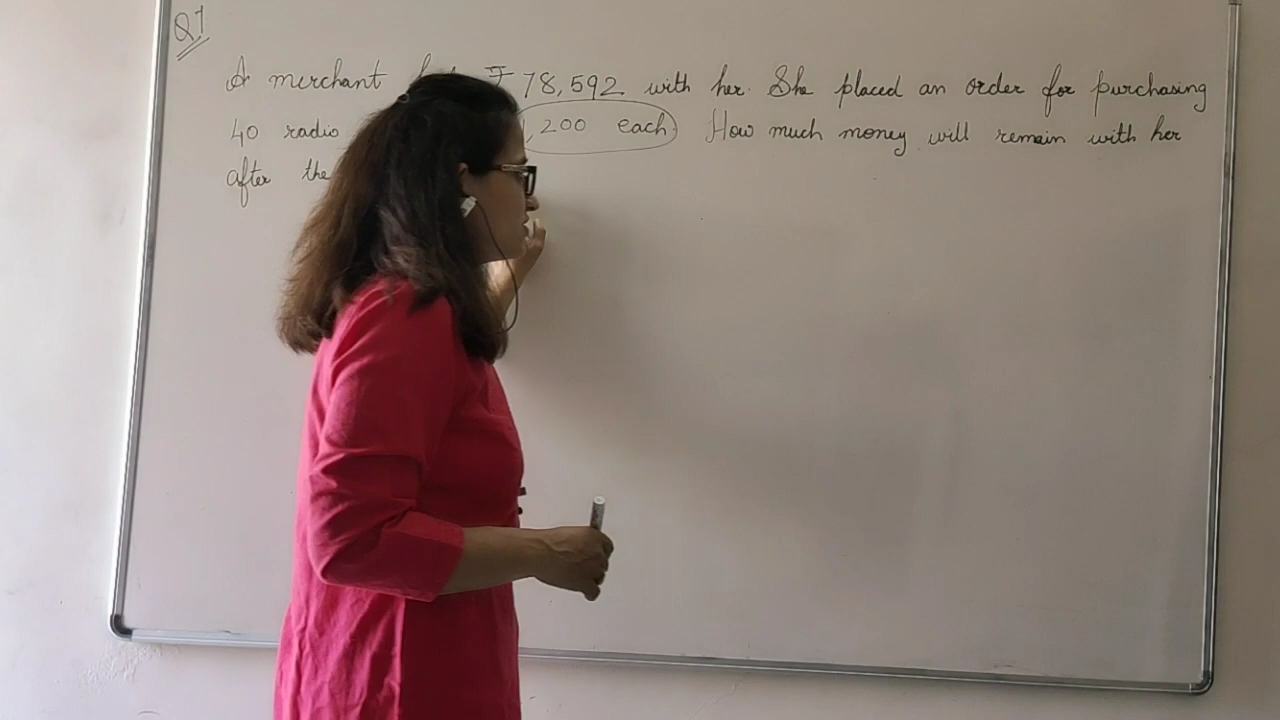 Q7
A merchant ₹ 78,592 with her. She placed an order for purchasing
40 radio 200 each. How much money will remain with her
after the